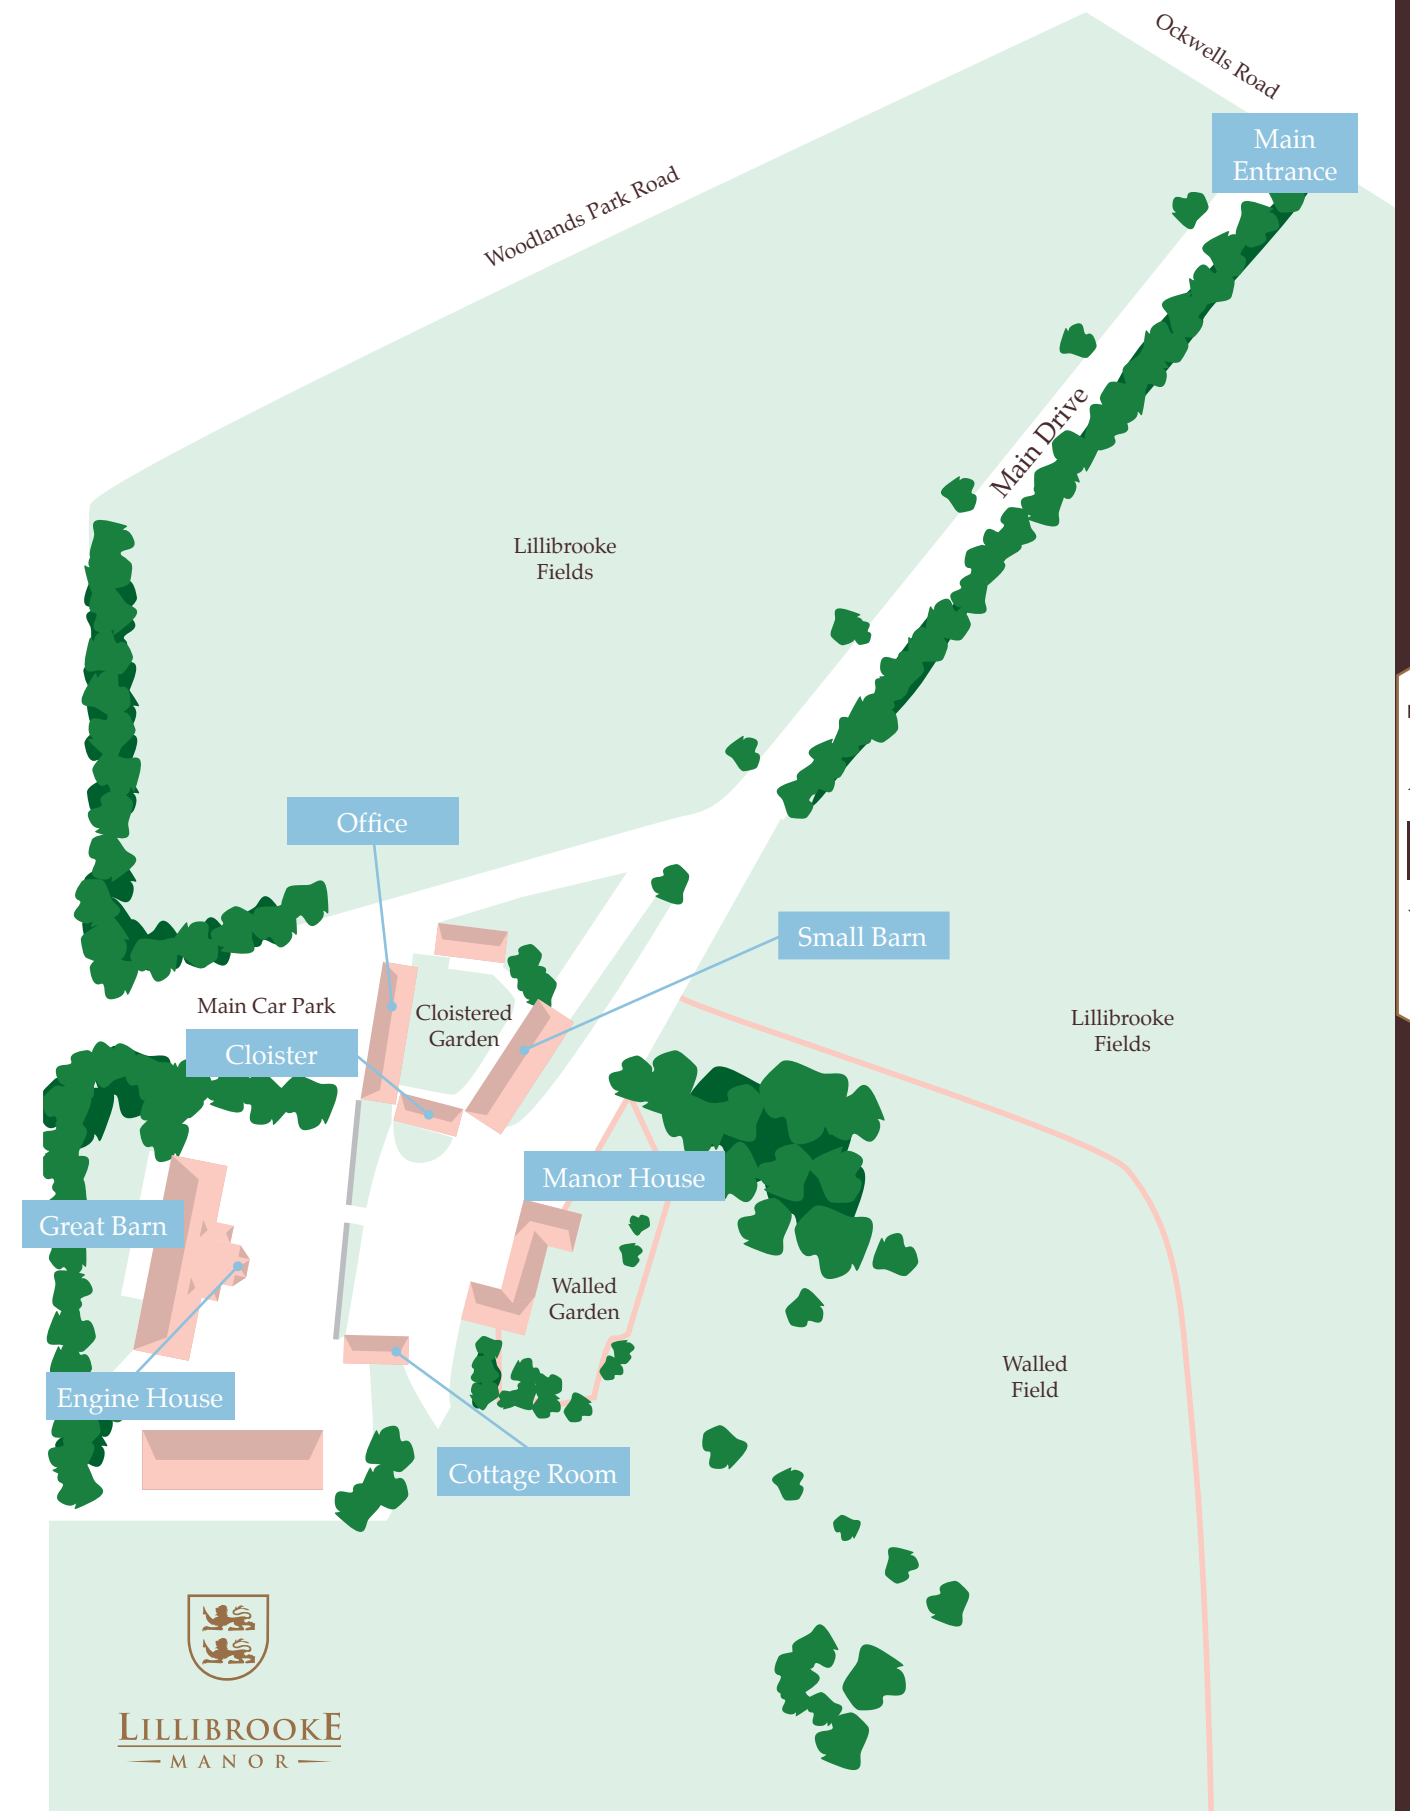 Ockwells Road
Main
Entrance
Woodlands Park Road
Main Drive
Lillibrooke
Fields
Office
Small Barn
Main Car Park
Cloistered
Garden
Lillibrooke
Fields
Cloister
Manor House
Great Barn
Walled
Garden
Walled
Field
Engine House
Cottage Room
LILLIBROOKE
MANOR